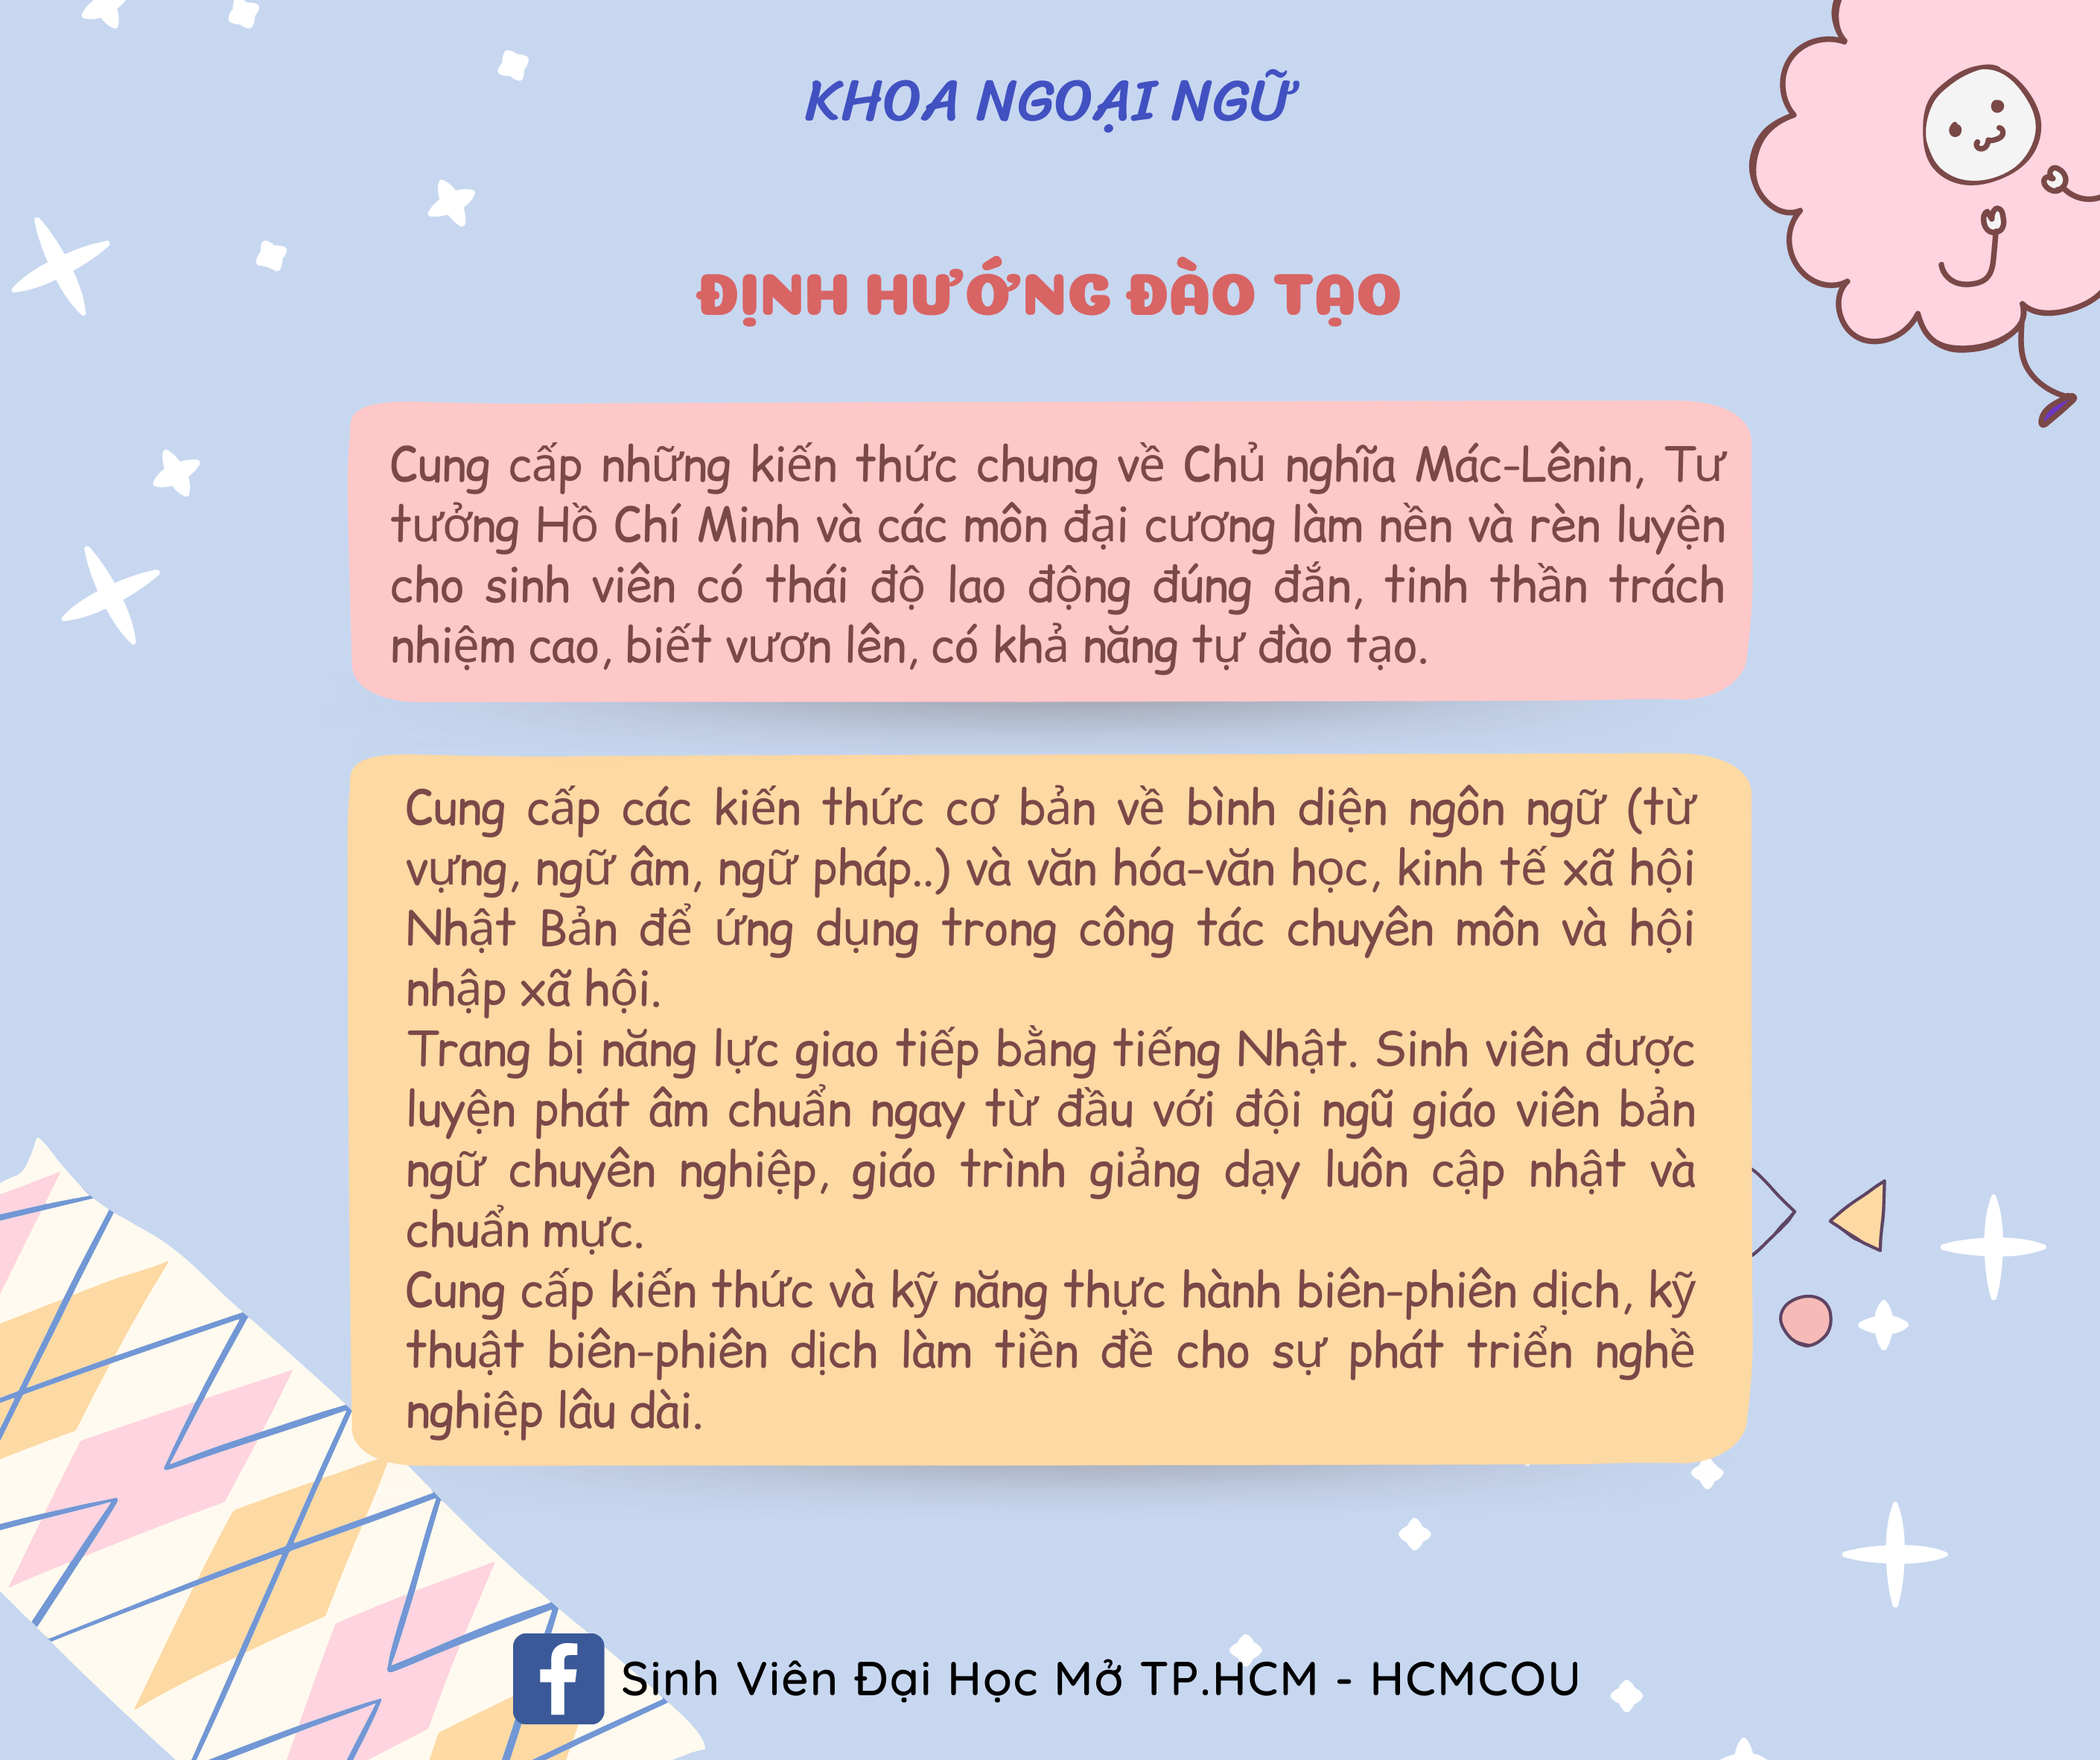 KHOA NGOẠI NGỮ
ĐỊNH HƯỚNG ĐÀO TẠO
Cung cấp những kiến thức chung về Chủ nghĩa Mác-Lênin, Tư
tưởng Hồ Chí Minh và các môn đại cương làm nền và rèn luyện
cho sinh viên có thái độ lao động đúng đắn, tinh thần trách
nhiệm cao, biết vươn lên, có khả năng tự đào tạo.
Cung cấp các kiến thức cơ bản về bình diện ngôn ngữ (từ
vựng, ngữ âm, ngữ pháp..) và văn hóa-văn học, kinh tế xã hội
Nhật Bản để ứng dụng trong công tác chuyên môn và hội
nhập xã hội.
Trang bị năng lực giao tiếp bằng tiếng Nhật. Sinh viên được
luyện phát âm chuẩn ngay từ đầu với đội ngũ giáo viên bản
ngữ chuyên nghiệp, giáo trình giảng dạy luôn cập nhật và
chuẩn mực.
Cung cấp kiến thức và kỹ năng thực hành biên-phiên dịch, kỹ
thuật biên-phiên dịch làm tiền đề cho sự phát triển nghề
nghiệp lâu dài.
f Sinh Viên Đại Học Mở TP.HCM - HCMCOU